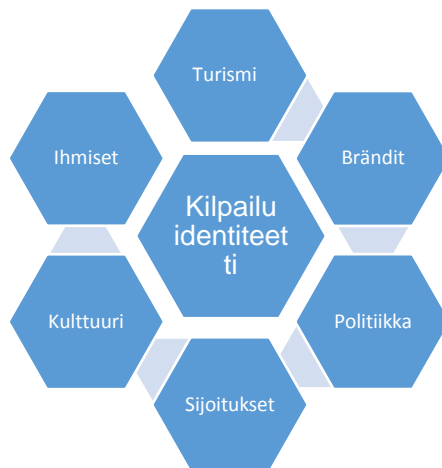 Turismi
Ihmiset
Brändit
Kilpailu
identiteet
ti
Kulttuuri
Politiikka
Sijoitukset